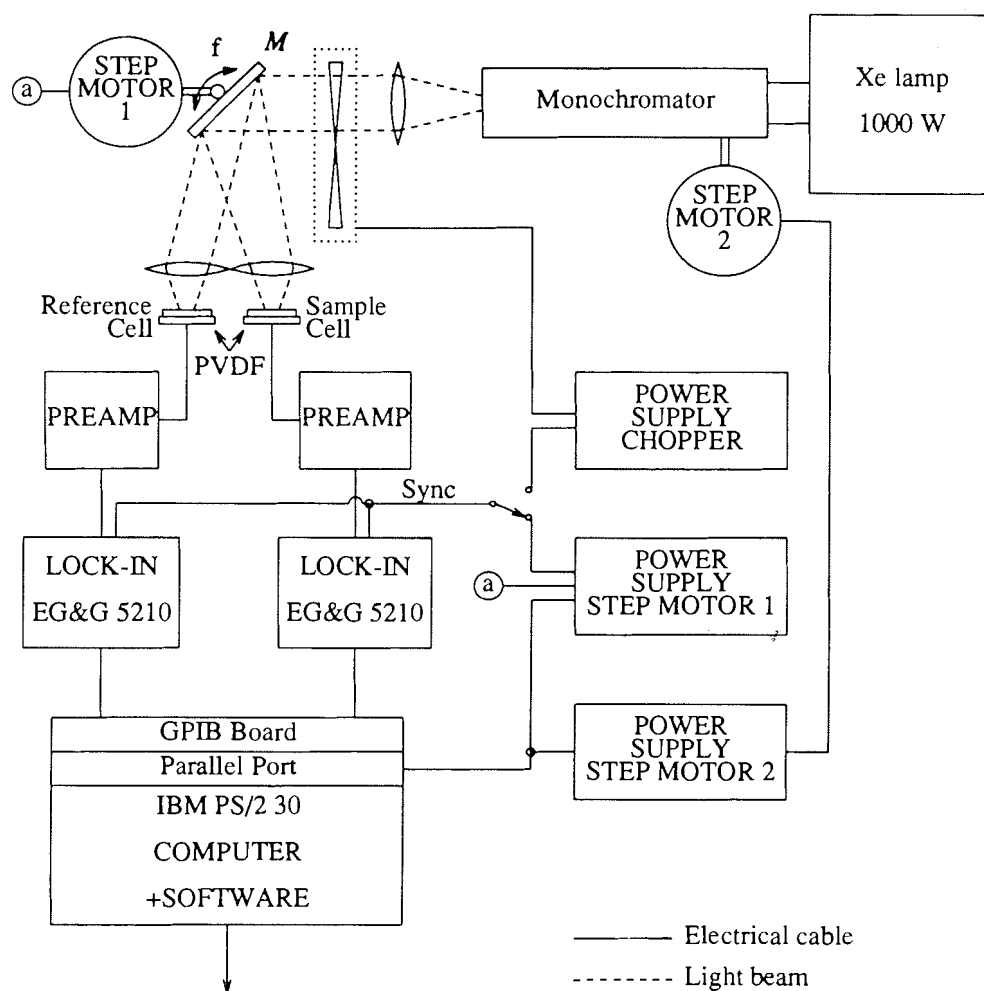 f
M
a
STEP
MOTOR
1
Monochromator
Xe lamp
1000 W
STEP
MOTOR
2
Reference
Cell
Sample
Cell
PVDF
PREAMP
PREAMP
POWER
SUPPLY
CHOPPER
Sync
LOCK-IN
EG&G 5210
LOCK-IN
EG&G 5210
a
POWER
SUPPLY
STEP MOTOR 1
GPIB Board
Parallel Port
IBM PS/2 30
COMPUTER
+SOFTWARE
POWER
SUPPLY
STEP MOTOR 2
Electrical cable
Light beam